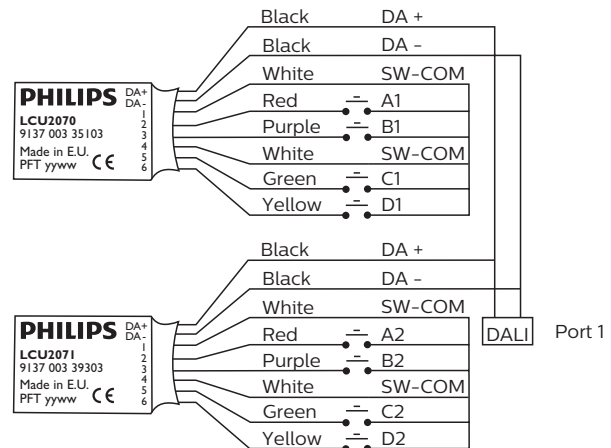 Black DA +
Black DA -
White SW-COM
Red A1
Purple B1
White SW-COM
Green C1
Yellow D1
PHILIPS DA+
DA-
LCU2070 1
9137 003 35103 2
3
Made in E.U. 4
PFT yyww CE 5
6
Black DA +
Black DA -
White SW-COM
Red A2
Purple B2
White SW-COM
Green C2
Yellow D2
PHILIPS DA+
DA-
LCU2071 1
9137 003 39303 2
3
Made in E.U. 4
PFT yyww CE 5
6
DALI Port 1